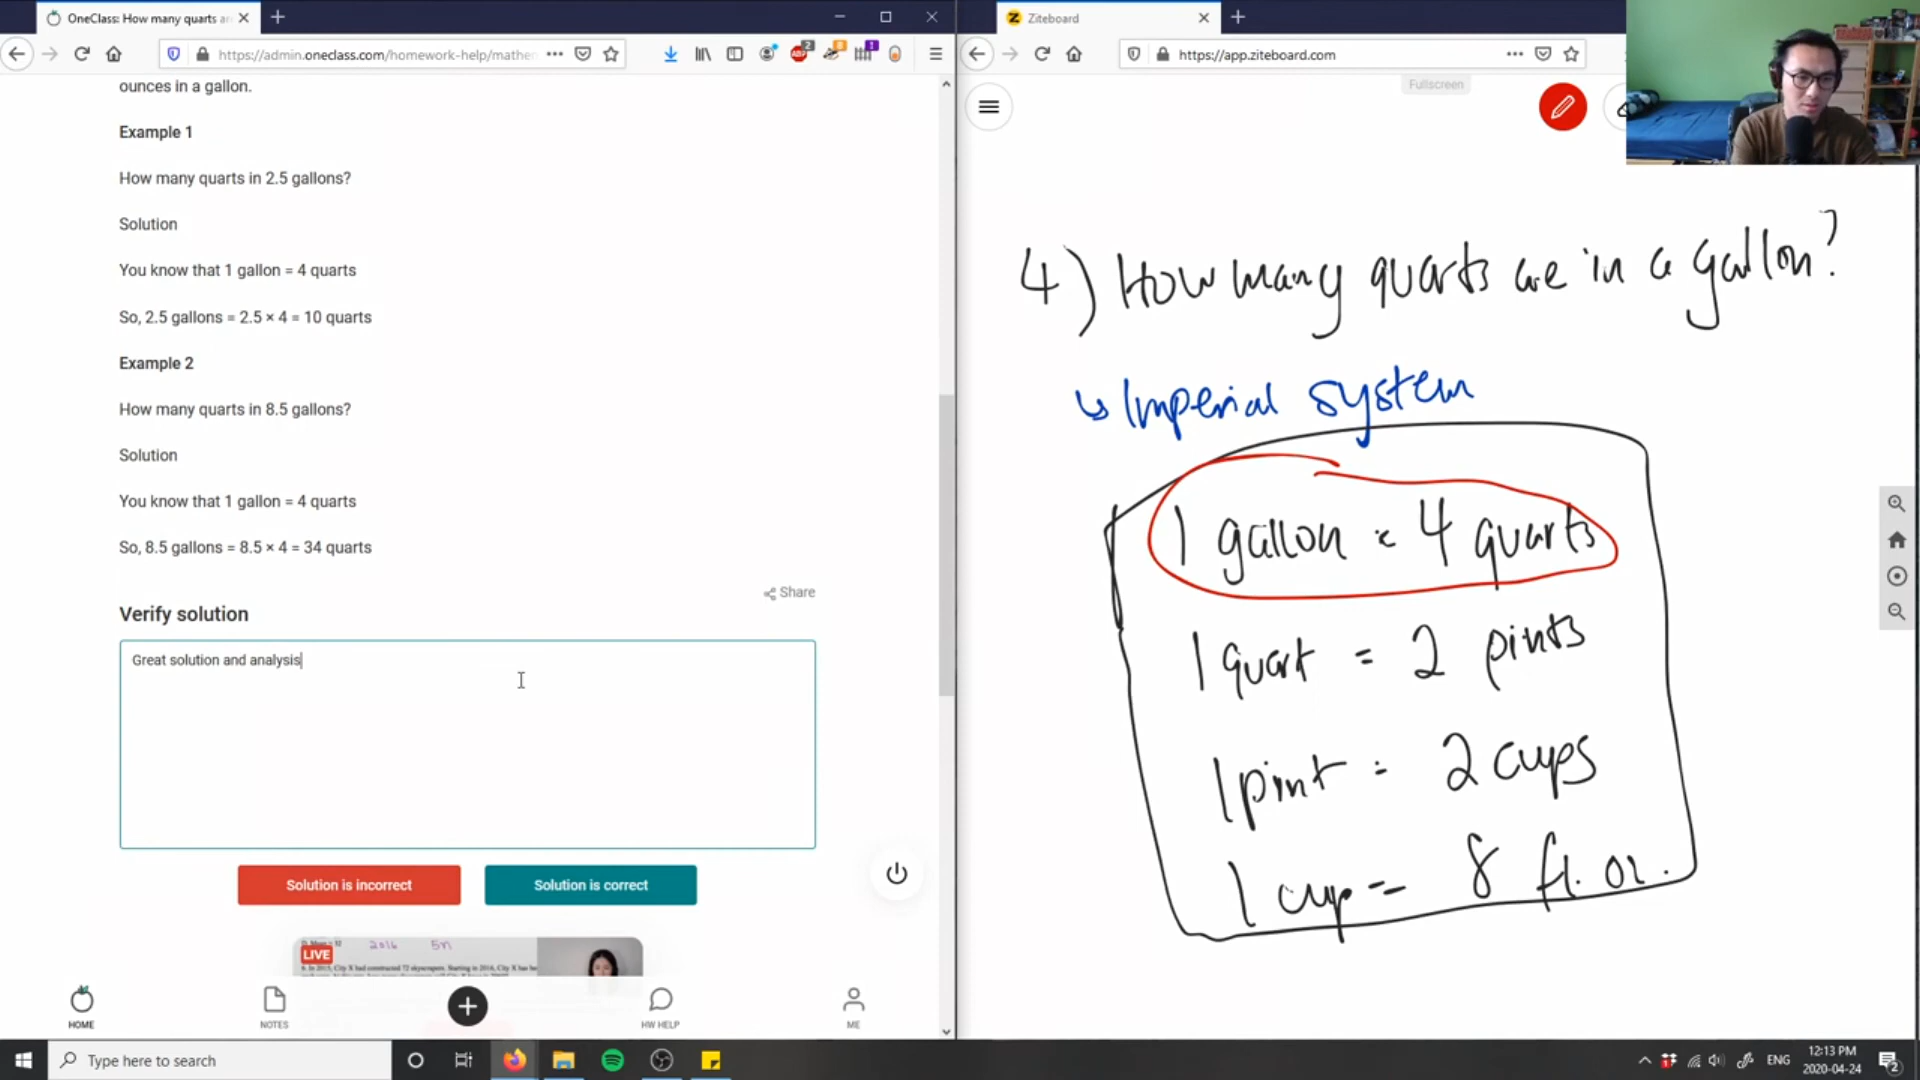 OneClass: How many quarts ar
https://admin.oneclass.com/homework-help/mathe
ounces in a gallon.
Example 1
How many quarts in 2.5 gallons?
Solution
You know that 1 gallon = 4 quarts
So, 2.5 gallons = 2.5 × 4 = 10 quarts
Example 2
How many quarts in 8.5 gallons?
Solution
You know that 1 gallon = 4 quarts
So, 8.5 gallons = 8.5 × 4 = 34 quarts
Share
Verify solution
Great solution and analysis
Solution is incorrect
Solution is correct
LIVE
2016 5n
HOME
NOTES
HW HELP
ME
Ziteboard
https://app.ziteboard.com
Fullscreen
4) How many quarts are in a gallon?
↳ Imperial system
1 gallon = 4 quarts
1 quart = 2 pints
1 pint = 2 cups
1 cup = 8 fl. oz.
Type here to search
ENG
12:13 PM
2020-04-24